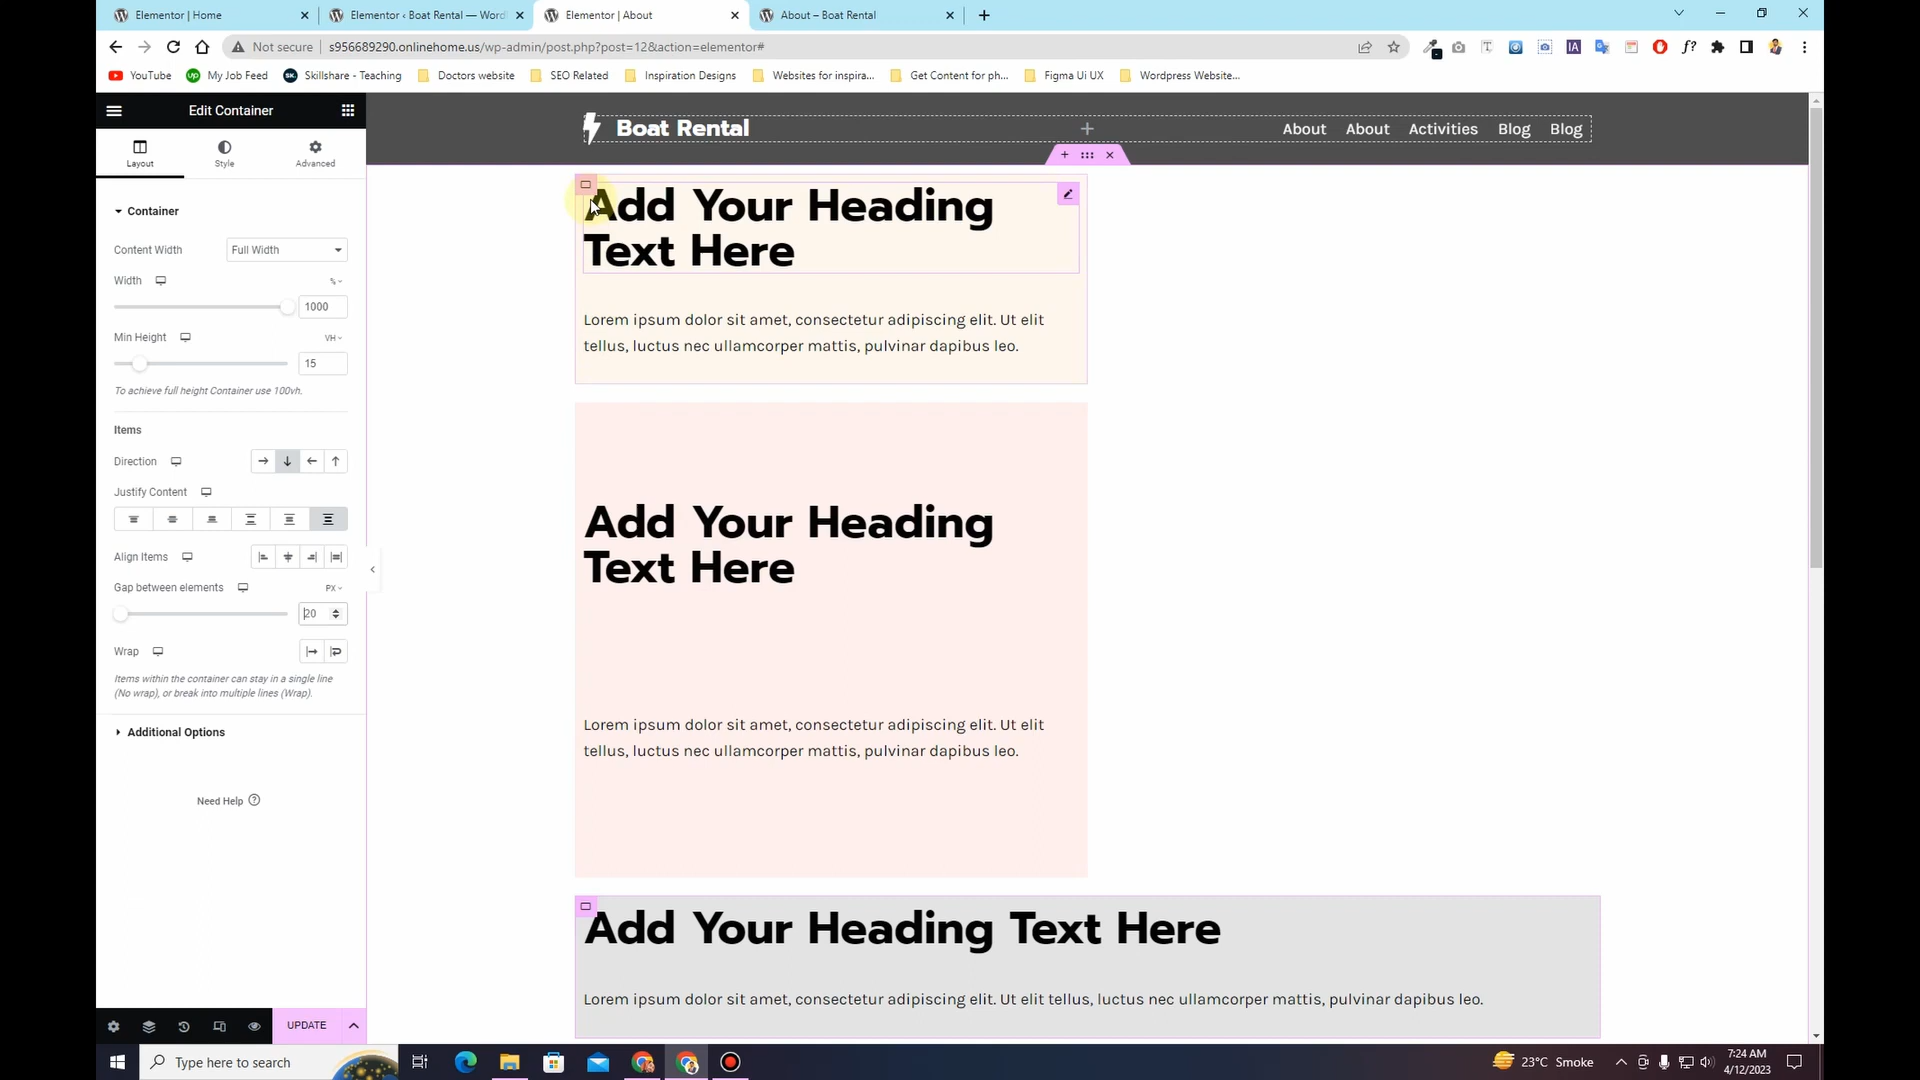 Elementor | Home
Elementor ‹ Boat Rental — Word
Elementor | About
About – Boat Rental
Not secure
s956689290.onlinehome.us/wp-admin/post.php?post=12&action=elementor#
YouTube
My Job Feed
Skillshare - Teaching
Doctors website
SEO Related
Inspiration Designs
Websites for inspira...
Get Content for ph...
Figma Ui UX
Wordpress Website...
Edit Container
Layout
Style
Advanced
Container
Content Width
Full Width
Width
%
1000
Min Height
VH
15
To achieve full height Container use 100vh.
Items
Direction
Justify Content
Align Items
Gap between elements
PX
20
Wrap
Items within the container can stay in a single line
(No wrap), or break into multiple lines (Wrap).
Additional Options
Need Help
UPDATE
Boat Rental
About
About
Activities
Blog
Blog
Add Your Heading
Text Here
Lorem ipsum dolor sit amet, consectetur adipiscing elit. Ut elit
tellus, luctus nec ullamcorper mattis, pulvinar dapibus leo.
Add Your Heading
Text Here
Lorem ipsum dolor sit amet, consectetur adipiscing elit. Ut elit
tellus, luctus nec ullamcorper mattis, pulvinar dapibus leo.
Add Your Heading Text Here
Lorem ipsum dolor sit amet, consectetur adipiscing elit. Ut elit tellus, luctus nec ullamcorper mattis, pulvinar dapibus leo.
Type here to search
23°C Smoke
7:24 AM
4/12/2023